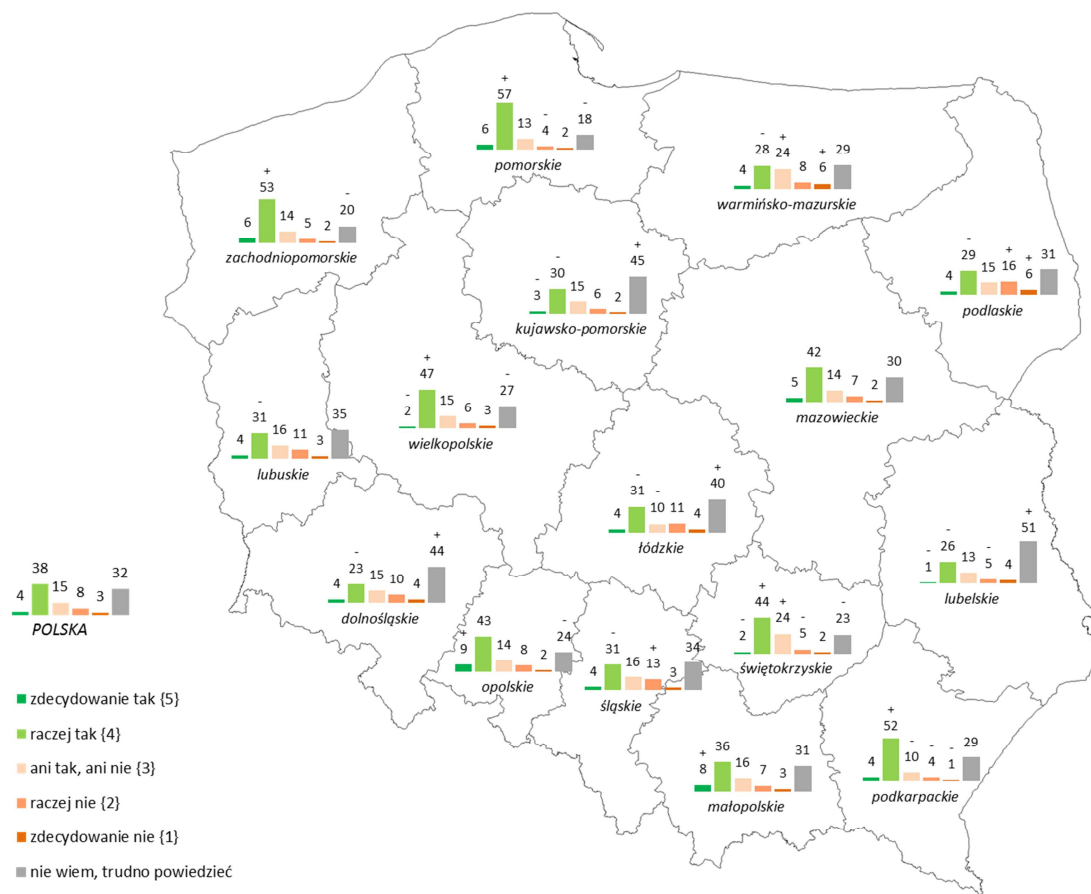 +
57
6 13 - 4 2 - 18
pomorskie
- 28 + 24 + 6 29
4 8
warmińsko-mazurskie
+
53
6 14 5 2 - 20
zachodniopomorskie
- 3 - 30 15 6 2 + 45
kujawsko-pomorskie
4 - 29 15 + 16 + 6 31
podlaskie
5 42 14 7 2 30
mazowieckie
- 2 + 47 15 6 3 - 27
wielkopolskie
4 - 31 16 11 3 35
lubuskie
4 - 31 - 10 11 4 + 40
łódzkie
- 1 - 26 13 - 5 4 + 51
lubelskie
4 - 23 15 10 4 + 44
dolnośląskie
4 38 15 8 3 32
POLSKA
+ 9 43 14 8 2 - 24
opolskie
4 - 31 16 + 13 3 34
śląskie
- 2 + 44 + 24 - 5 2 - 23
świętokrzyskie
+ 8 36 16 7 3 31
małopolskie
4 + 52 - 10 - 4 - 1 29
podkarpackie
zdecydowanie tak {5}
raczej tak {4}
ani tak, ani nie {3}
raczej nie {2}
zdecydowanie nie {1}
nie wiem, trudno powiedzieć